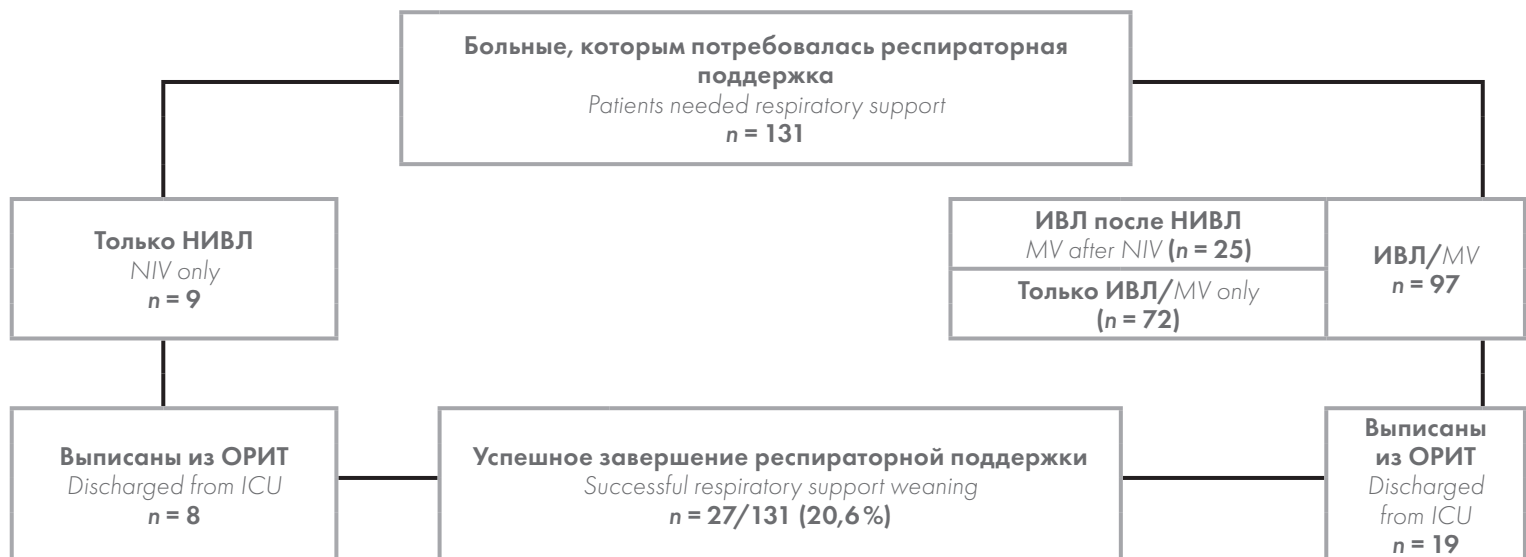 Больные, которым потребовалась респираторная
поддержка
Patients needed respiratory support
n = 131
Только НИВЛ
NIV only
n = 9
ИВЛ после НИВЛ
MV after NIV (n = 25)
Только ИВЛ/MV only
(n = 72)
ИВЛ/MV
n = 97
Выписаны из ОРИТ
Discharged from ICU
n = 8
Успешное завершение респираторной поддержки
Successful respiratory support weaning
n = 27/131 (20,6 %)
Выписаны
из ОРИТ
Discharged
from ICU
n = 19